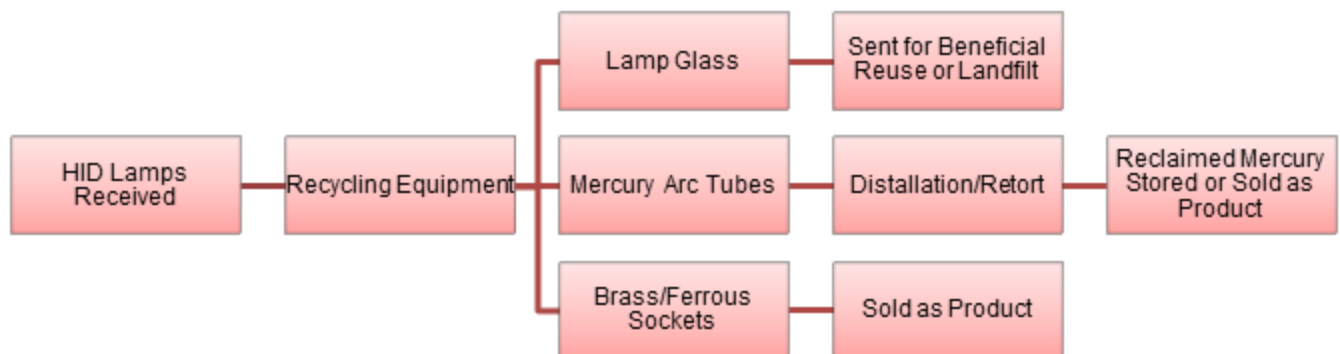 HID Lamps
Received
Recycling Equipment
Lamp Glass
Sent for Beneficial
Reuse or Landfilt
Mercury Arc Tubes
Distallation/Retort
Reclaimed Mercury
Stored or Sold as
Product
Brass/Ferrous
Sockets
Sold as Product